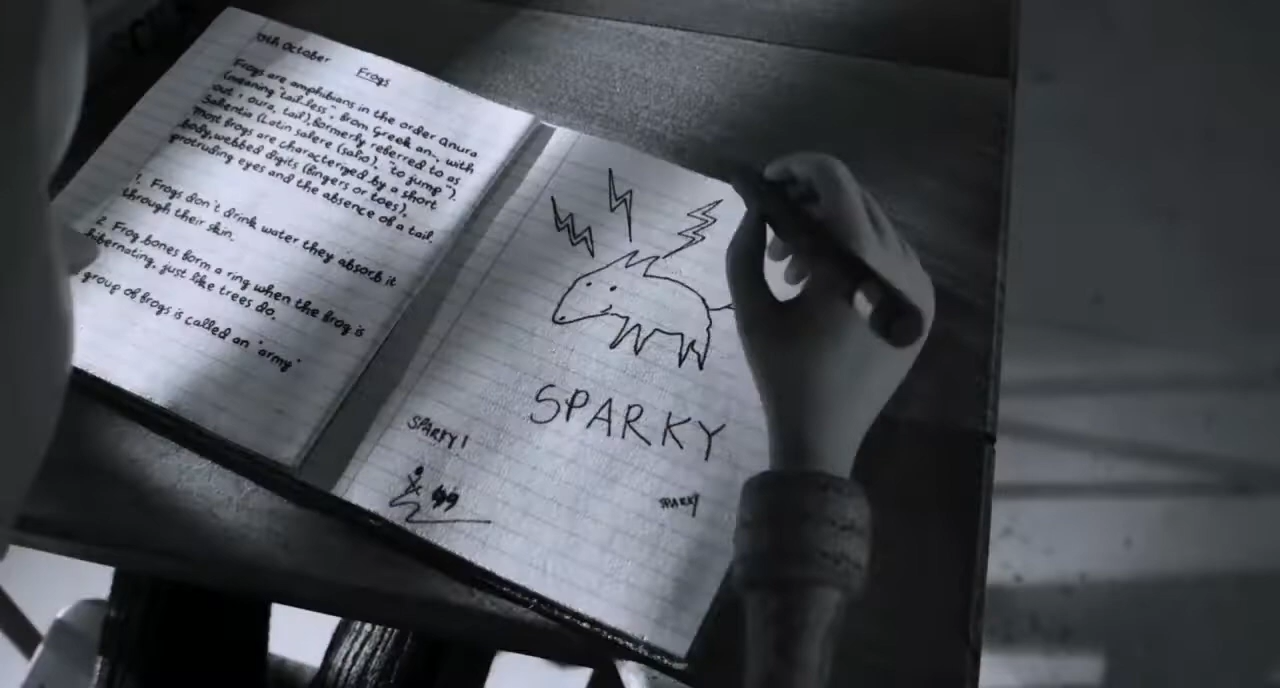 October
Frogs
Frogs are amphibians in the order anura
(meaning "tail-less", from Greek an-, with
out, oura, tail), formerly referred to as
Salentia (Latin salere (salio), "to jump").
most frogs are characterized by a short
body, webbed digits (fingers or toes),
protruding eyes and the absence of a tail.
1. Frogs don't drink water they absorb it
through their skin.
2. Frog bones form a ring when the frog is
hibernating, just like trees do.
group of frogs is called an "army"
SPARKY
SPARKY!
SPARKY